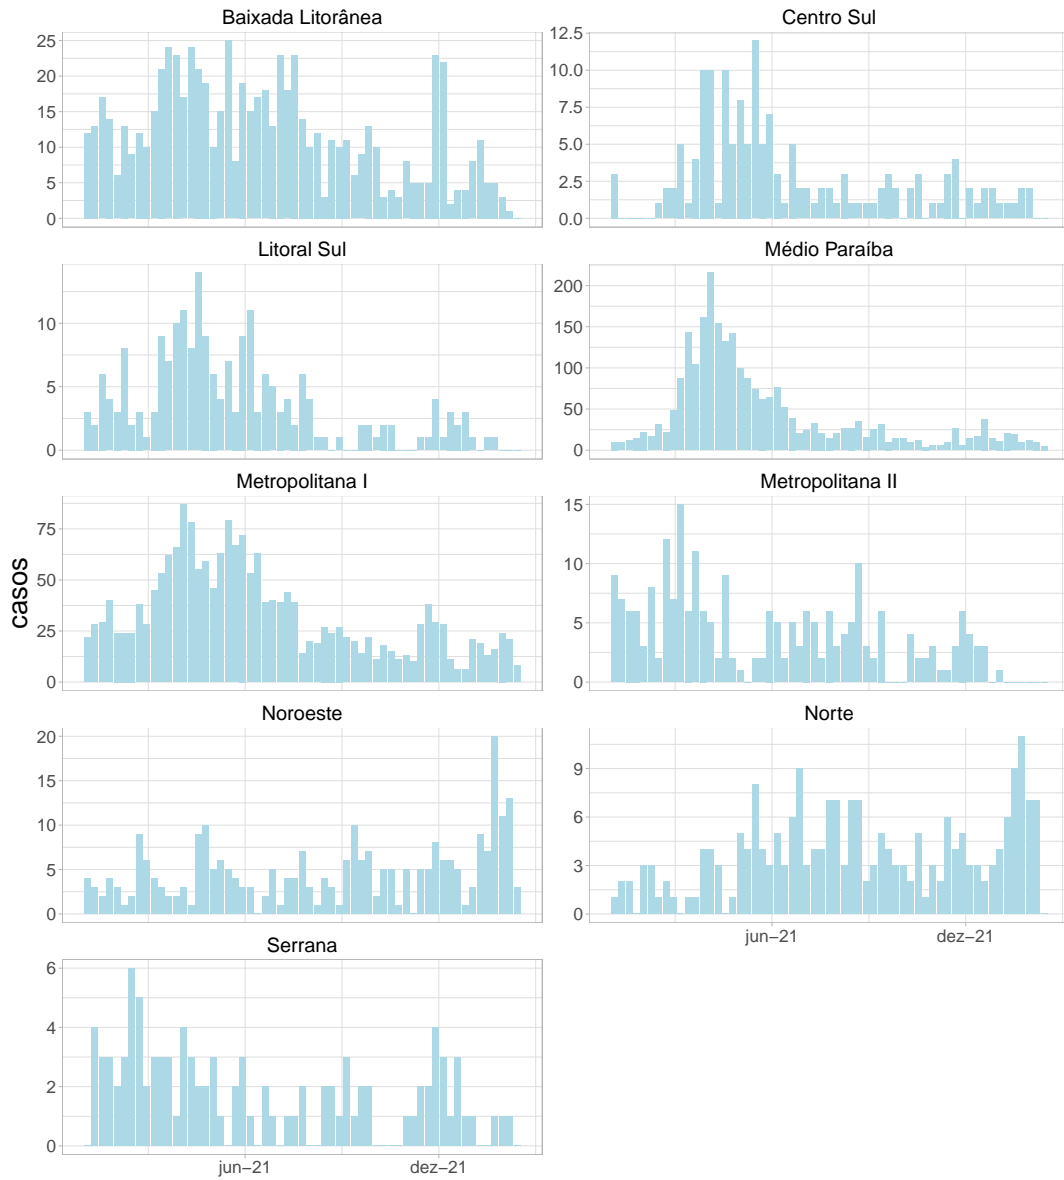 Baixada Litorânea
Centro Sul
25
20
15
10
5
0
12.5
10.0
7.5
5.0
2.5
0.0
Litoral Sul
Médio Paraíba
10
5
0
200
150
100
50
0
Metropolitana I
Metropolitana II
casos
75
50
25
0
15
10
5
0
Noroeste
Norte
20
15
10
5
0
9
6
3
0
jun−21
dez−21
Serrana
6
4
2
0
jun−21
dez−21